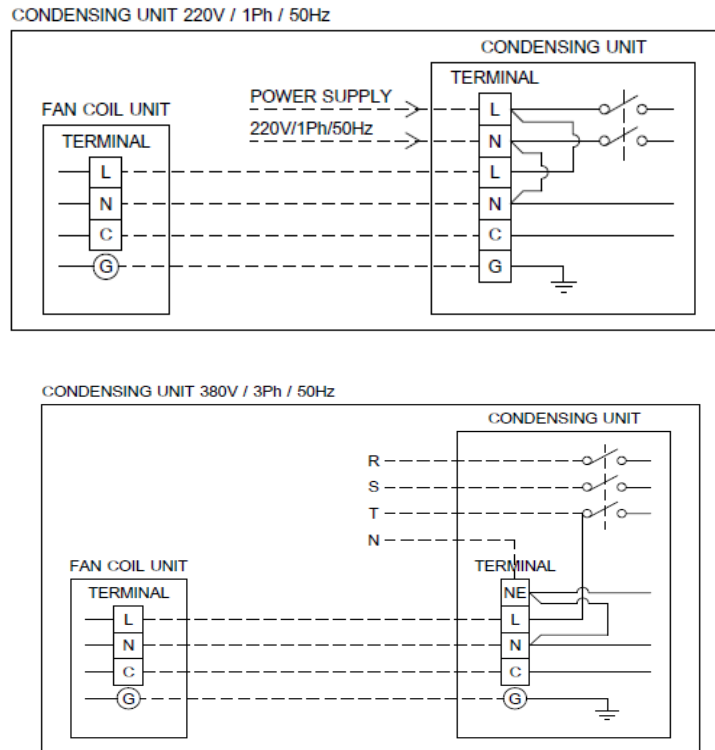 CONDENSING UNIT 220V / 1Ph / 50Hz
CONDENSING UNIT
TERMINAL
POWER SUPPLY
FAN COIL UNIT
L
220V/1Ph/50Hz
TERMINAL
N
L
L
N
N
C
C
G
G
CONDENSING UNIT 380V / 3Ph / 50Hz
CONDENSING UNIT
R
S
T
N
FAN COIL UNIT
TERMINAL
TERMINAL
NE
L
L
N
N
C
C
G
G